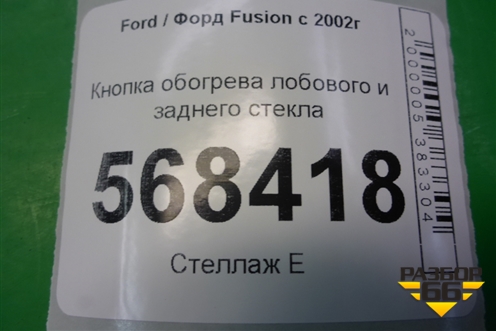 Ford / Форд Fusion с 2002г
Кнопка обогрева лобового и
заднего стекла
568418
Стеллаж Е
2000005383304
РАЗБОР
66